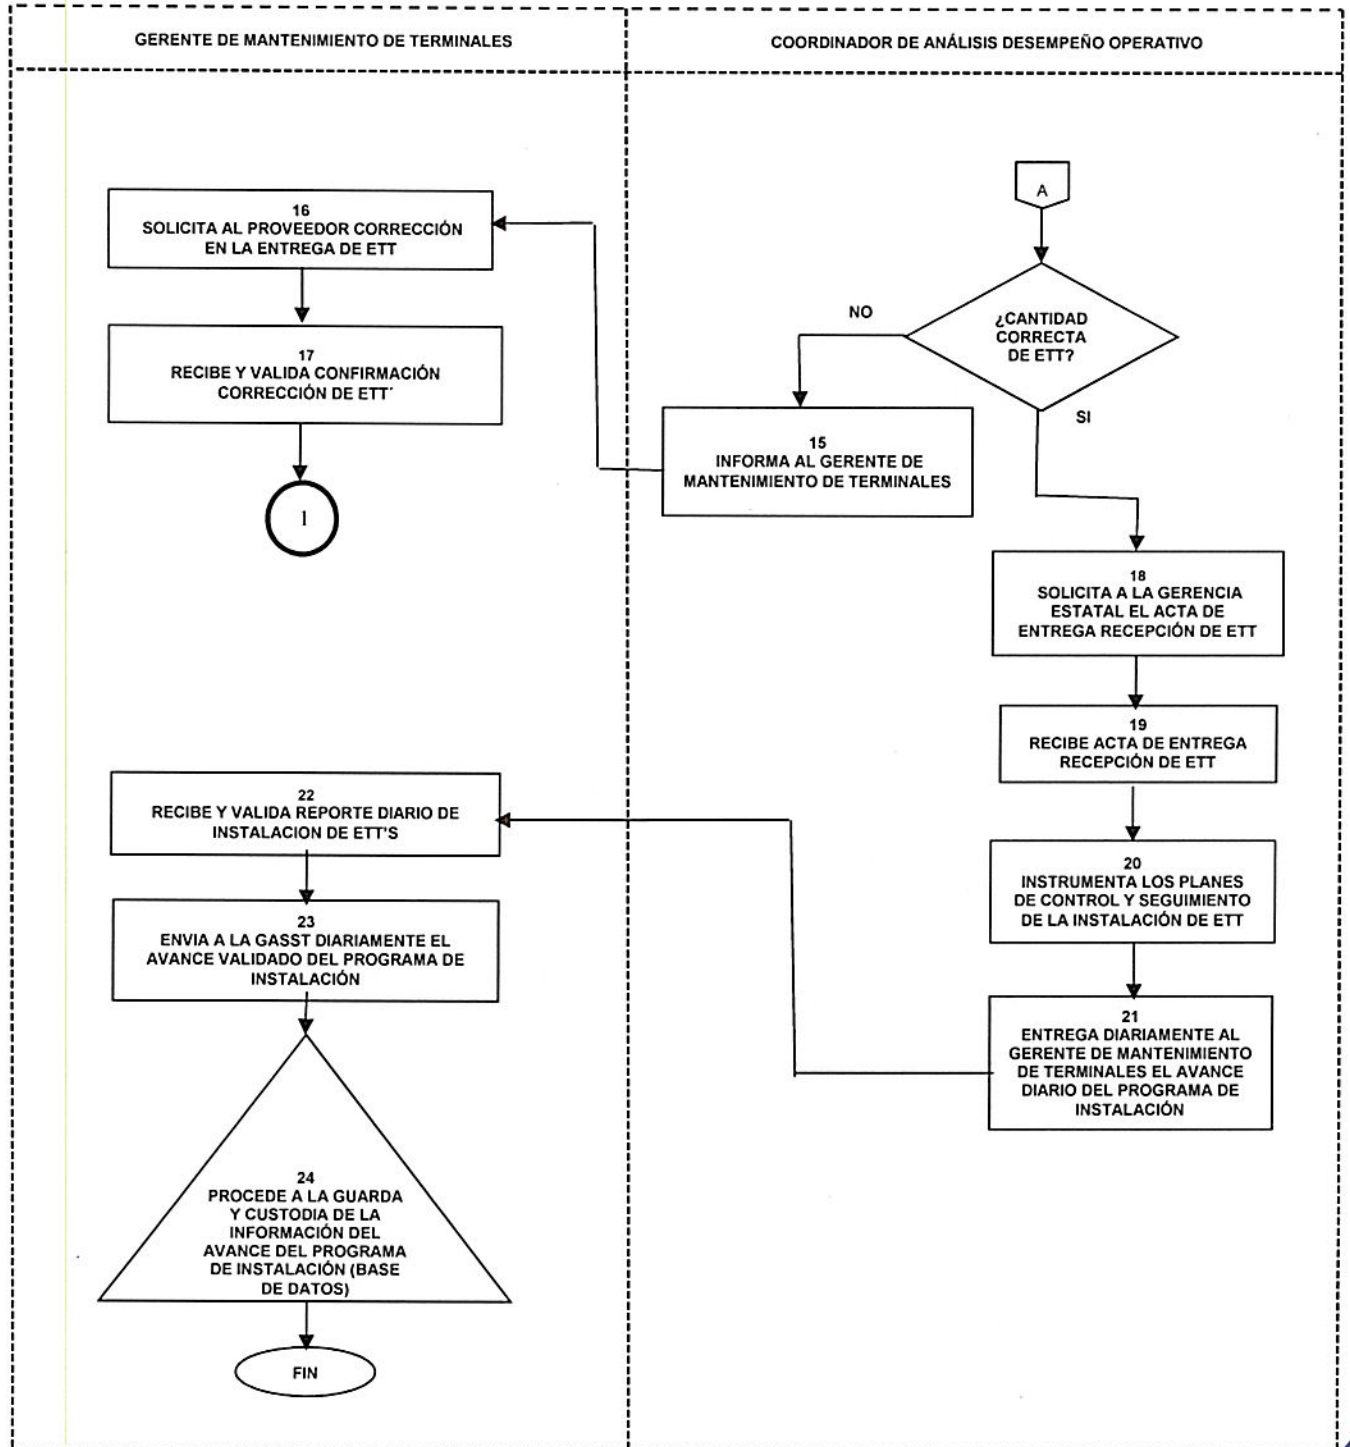 GERENTE DE MANTENIMIENTO DE TERMINALES
COORDINADOR DE ANÁLISIS DESEMPEÑO OPERATIVO
A
¿CANTIDAD
CORRECTA
DE ETT?
NO
SI
15
INFORMA AL GERENTE DE
MANTENIMIENTO DE TERMINALES
16
SOLICITA AL PROVEEDOR CORRECCIÓN
EN LA ENTREGA DE ETT
17
RECIBE Y VALIDA CONFIRMACIÓN
CORRECCIÓN DE ETT´
1
18
SOLICITA A LA GERENCIA
ESTATAL EL ACTA DE
ENTREGA RECEPCIÓN DE ETT
19
RECIBE ACTA DE ENTREGA
RECEPCIÓN DE ETT
20
INSTRUMENTA LOS PLANES
DE CONTROL Y SEGUIMIENTO
DE LA INSTALACIÓN DE ETT
21
ENTREGA DIARIAMENTE AL
GERENTE DE MANTENIMIENTO
DE TERMINALES EL AVANCE
DIARIO DEL PROGRAMA DE
INSTALACIÓN
22
RECIBE Y VALIDA REPORTE DIARIO DE
INSTALACION DE ETT'S
23
ENVIA A LA GASST DIARIAMENTE EL
AVANCE VALIDADO DEL PROGRAMA DE
INSTALACIÓN
24
PROCEDE A LA GUARDA
Y CUSTODIA DE LA
INFORMACIÓN DEL
AVANCE DEL PROGRAMA
DE INSTALACIÓN (BASE
DE DATOS)
FIN